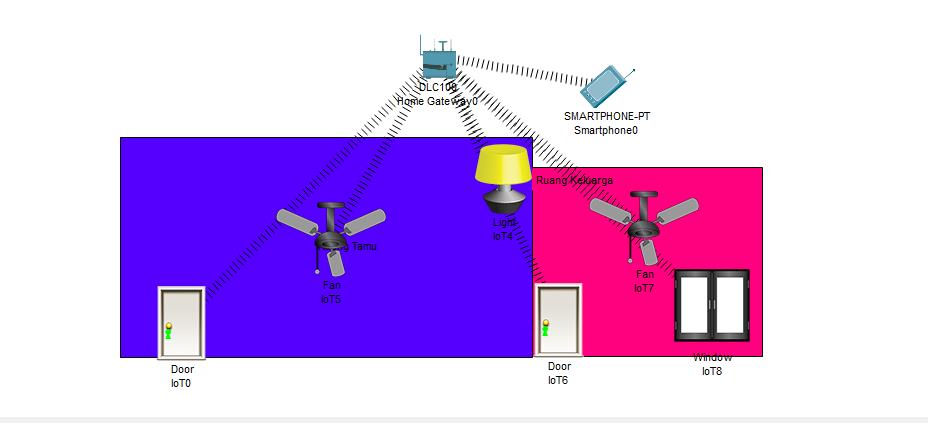 DLC100
Home Gateway0
SMARTPHONE-PT
Smartphone0
Ruang Keluarga
Light
IoT4
Tamu
Fan
IoT5
Fan
IoT7
Door
IoT0
Door
IoT6
Window
IoT8